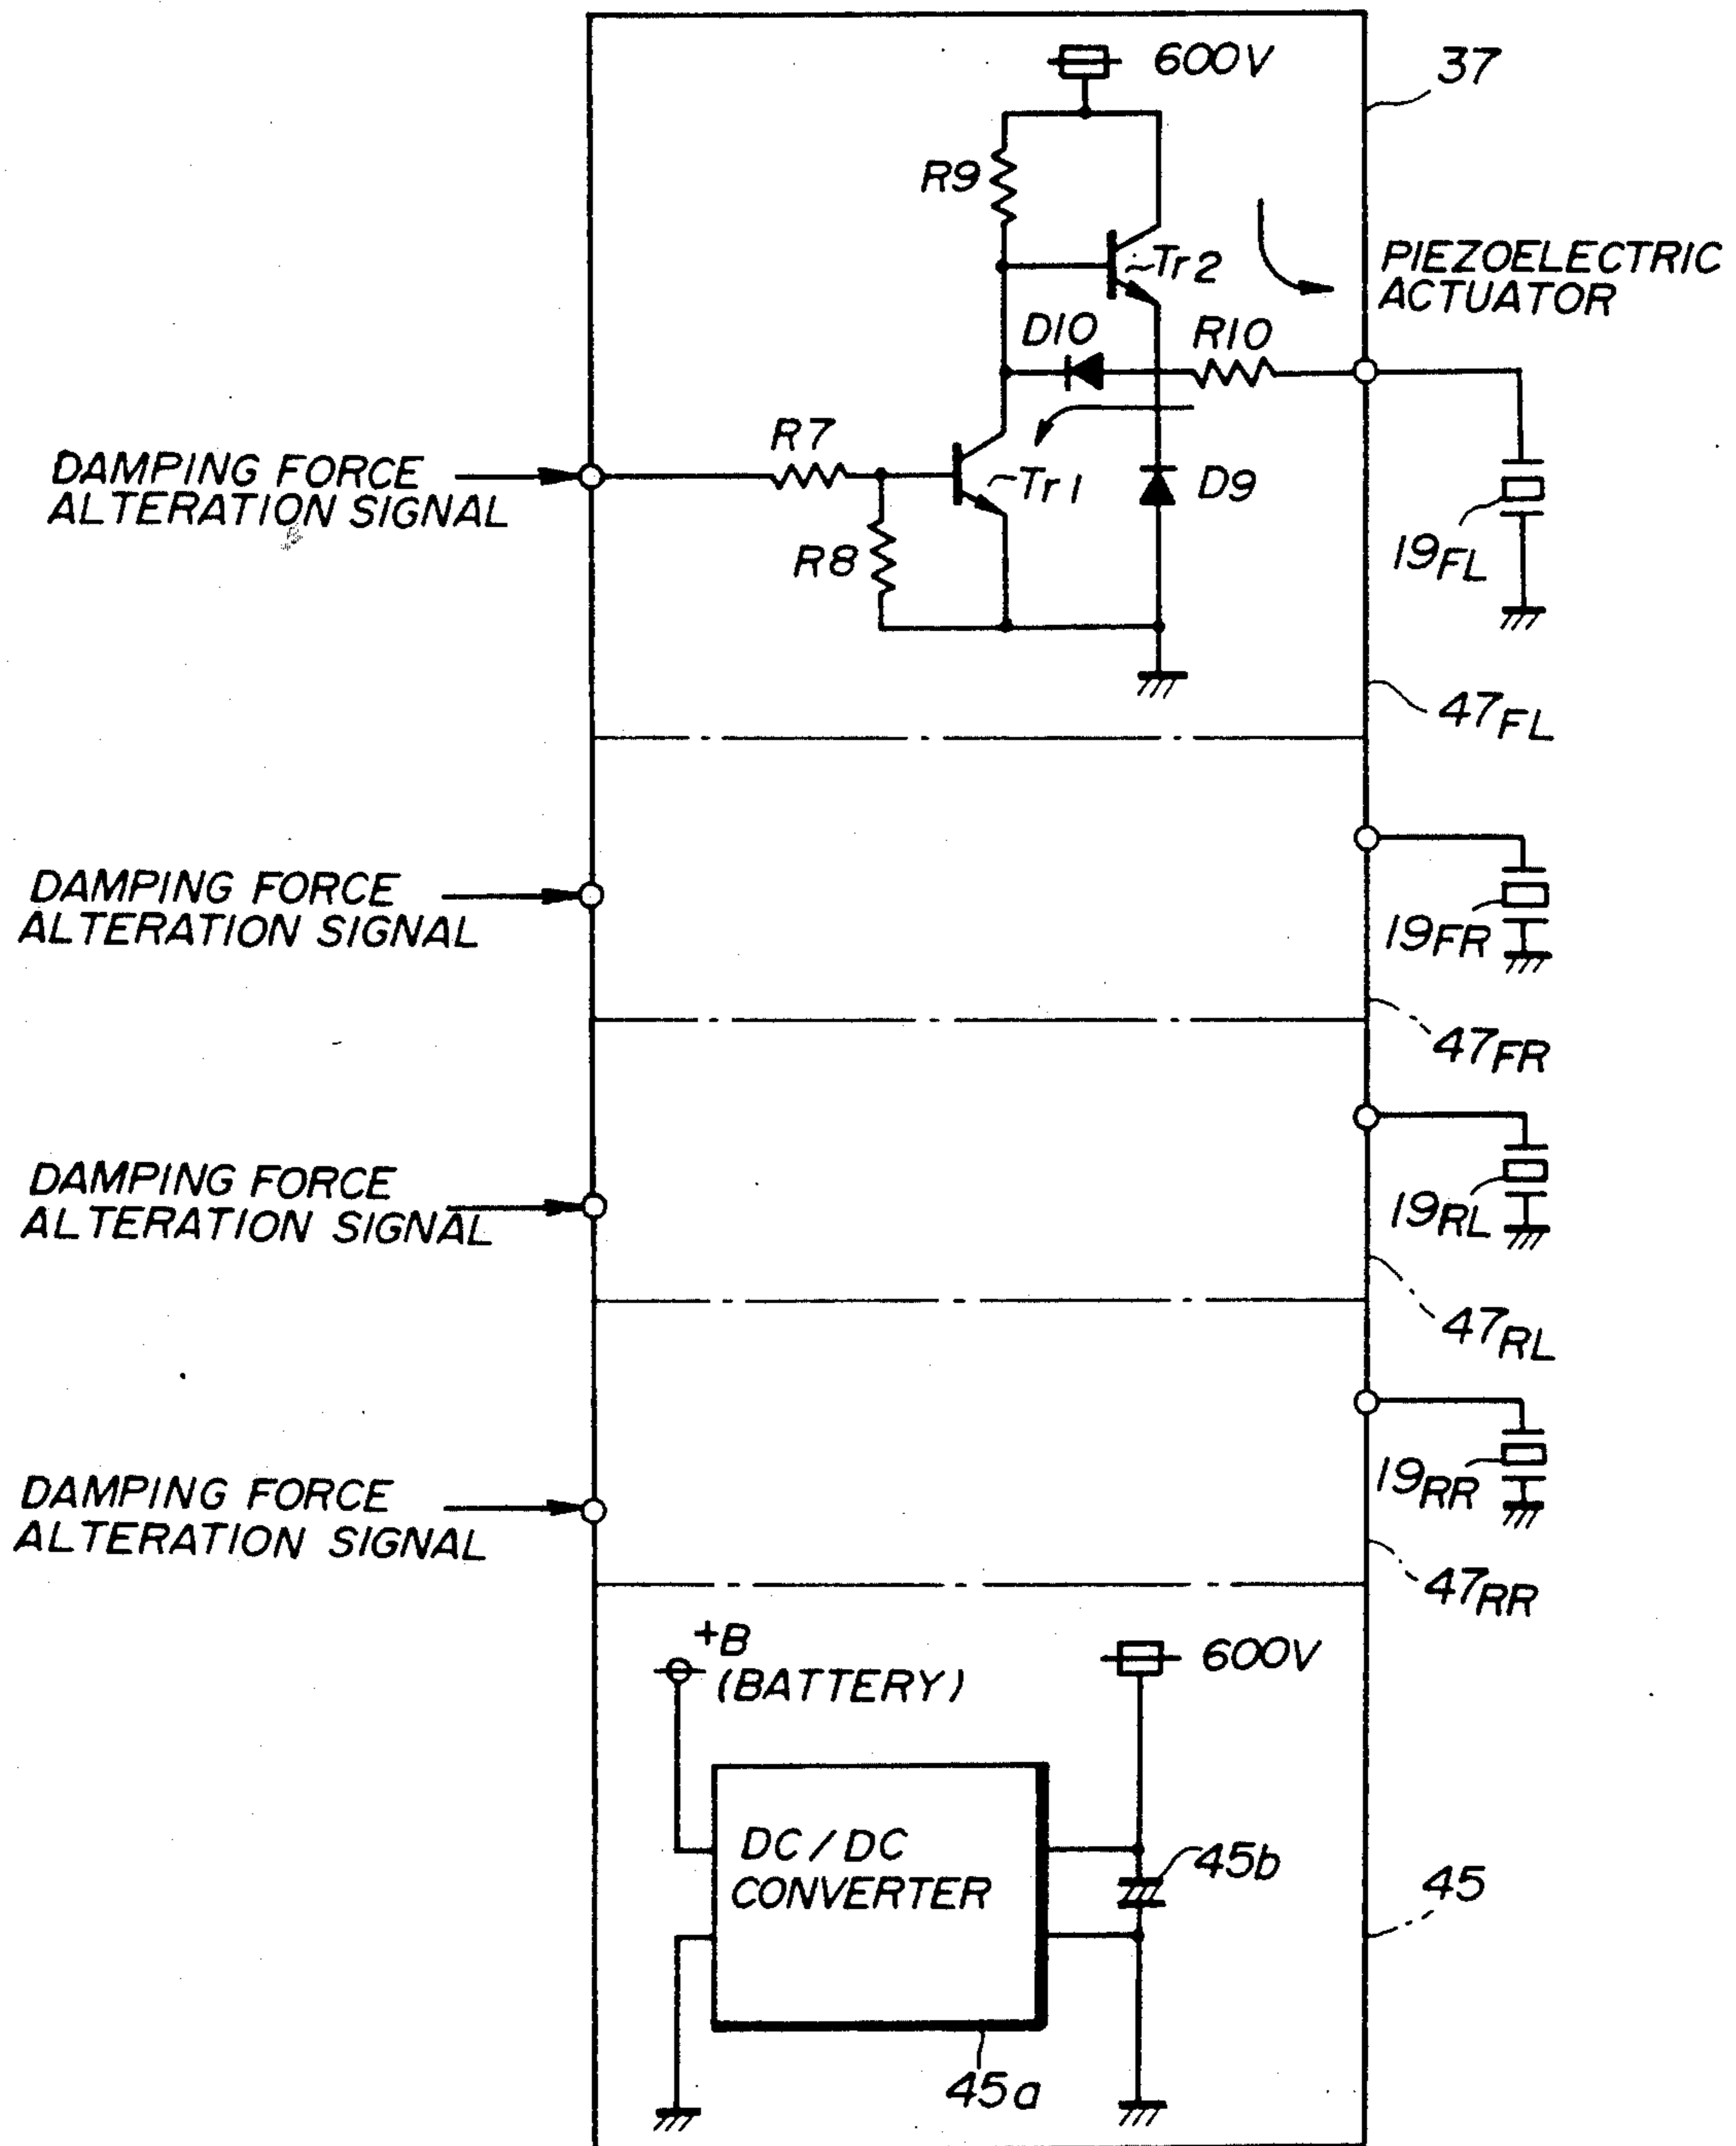 600V
37
R9
Tr2
PIEZOELECTRIC
ACTUATOR
D10
R10
R7
DAMPING FORCE
ALTERATION SIGNAL
Tr1
D9
R8
19FL
47FL
DAMPING FORCE
ALTERATION SIGNAL
19FR
47FR
DAMPING FORCE
ALTERATION SIGNAL
19RL
47RL
DAMPING FORCE
ALTERATION SIGNAL
19RR
47RR
+B
(BATTERY)
600V
DC/DC
CONVERTER
45b
45
45a